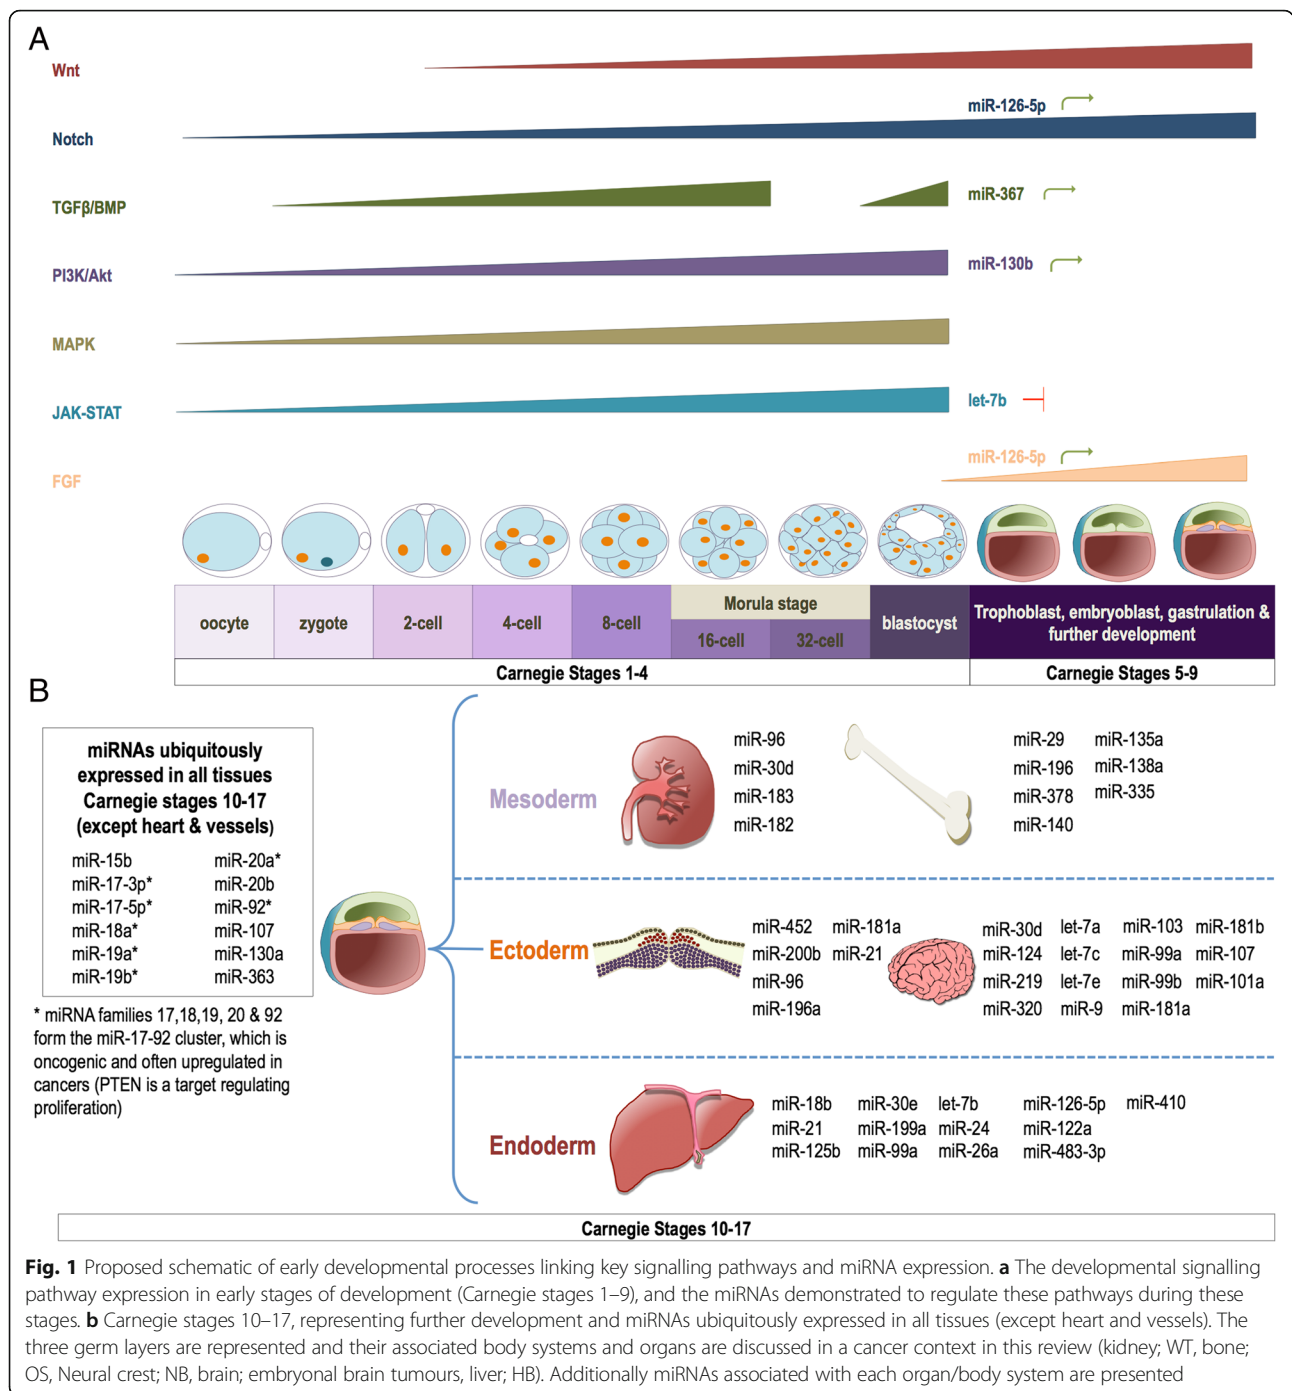 A
Wnt
miR-126-5p
Notch
TGFβ/BMP
miR-367
PI3K/Akt
miR-130b
MAPK
JAK-STAT
let-7b
miR-126-5p
FGF
oocyte
zygote
2-cell
4-cell
8-cell
Morula stage
16-cell
32-cell
blastocyst
Trophoblast, embryoblast, gastrulation &
further development
Carnegie Stages 1-4
Carnegie Stages 5-9
B
miRNAs ubiquitously
expressed in all tissues
Carnegie stages 10-17
(except heart & vessels)
miR-15b miR-20a*
miR-17-3p* miR-20b
miR-17-5p* miR-92*
miR-18a* miR-107
miR-19a* miR-130a
miR-19b* miR-363
* miRNA families 17,18,19, 20 & 92
form the miR-17-92 cluster, which is
oncogenic and often upregulated in
cancers (PTEN is a target regulating
proliferation)
Mesoderm
miR-96
miR-30d
miR-183
miR-182
miR-29 miR-135a
miR-196 miR-138a
miR-378 miR-335
miR-140
Ectoderm
miR-452 miR-181a
miR-200b miR-21
miR-96
miR-196a
miR-30d let-7a miR-103 miR-181b
miR-124 let-7c miR-99a miR-107
miR-219 let-7e miR-99b miR-101a
miR-320 miR-9 miR-181a
Endoderm
miR-18b miR-30e let-7b miR-126-5p miR-410
miR-21 miR-199a miR-24 miR-122a
miR-125b miR-99a miR-26a miR-483-3p
Carnegie Stages 10-17
Fig. 1 Proposed schematic of early developmental processes linking key signalling pathways and miRNA expression. a The developmental signalling
pathway expression in early stages of development (Carnegie stages 1–9), and the miRNAs demonstrated to regulate these pathways during these
stages. b Carnegie stages 10–17, representing further development and miRNAs ubiquitously expressed in all tissues (except heart and vessels). The
three germ layers are represented and their associated body systems and organs are discussed in a cancer context in this review (kidney; WT, bone;
OS, Neural crest; NB, brain; embryonal brain tumours, liver; HB). Additionally miRNAs associated with each organ/body system are presented